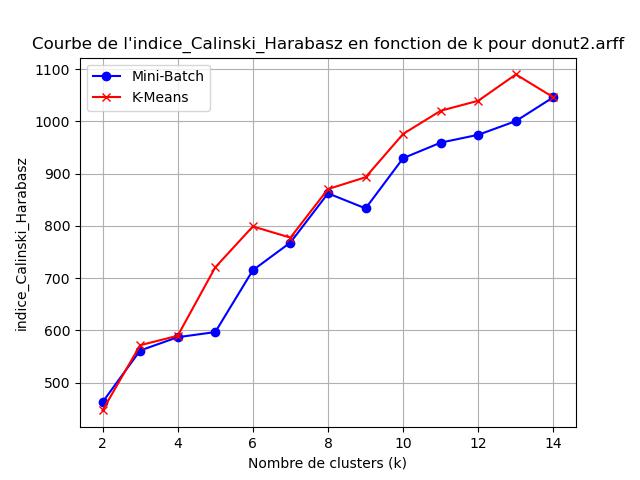 Courbe de l'indice_Calinski_Harabasz en fonction de k pour donut2.arff
Mini-Batch
K-Means
1100
1000
900
800
700
600
500
indice_Calinski_Harabasz
2 4 6 8 10 12 14
Nombre de clusters (k)